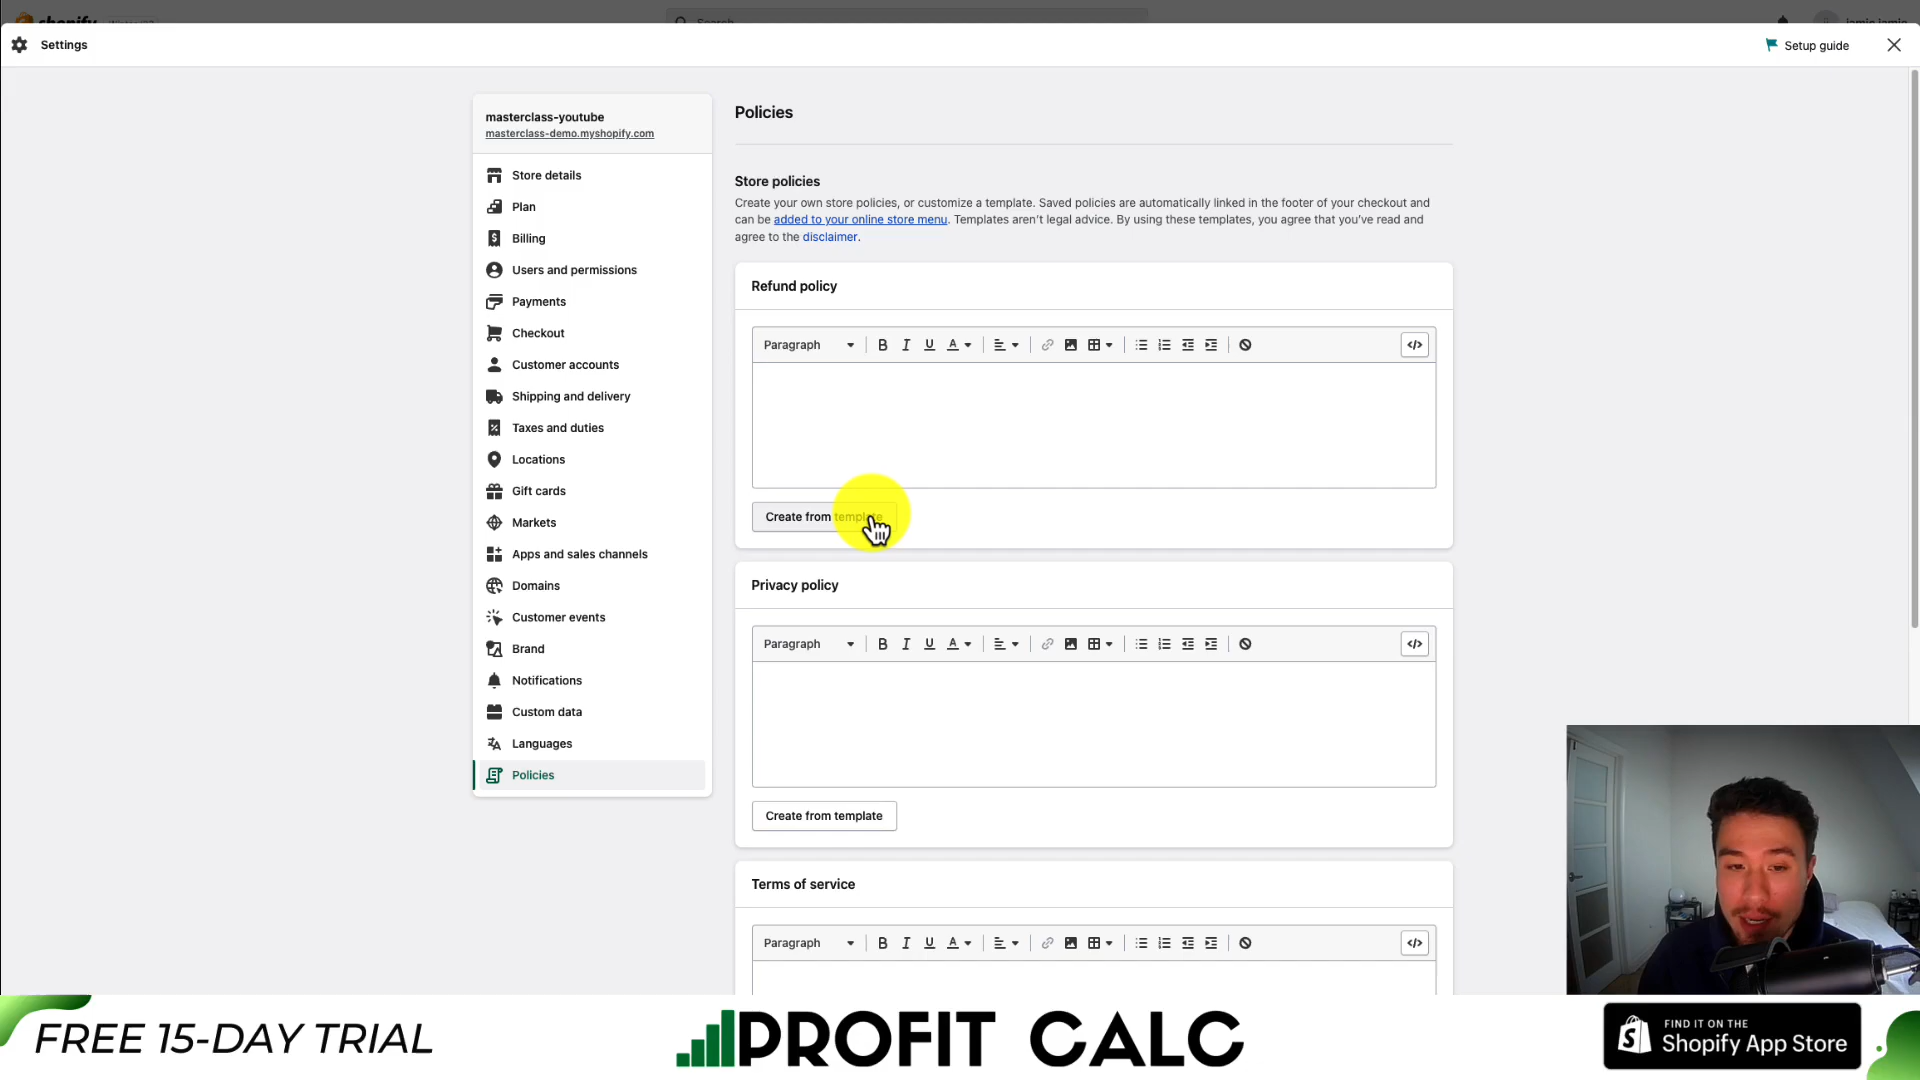 shopify
Search
jamie jamie
Settings
Setup guide
masterclass-youtube
masterclass-demo.myshopify.com
Store details
Plan
Billing
Users and permissions
Payments
Checkout
Customer accounts
Shipping and delivery
Taxes and duties
Locations
Gift cards
Markets
Apps and sales channels
Domains
Customer events
Brand
Notifications
Custom data
Languages
Policies
Policies
Store policies
Create your own store policies, or customize a template. Saved policies are automatically linked in the footer of your checkout and
can be added to your online store menu. Templates aren't legal advice. By using these templates, you agree that you've read and
agree to the disclaimer.
Refund policy
Paragraph B I U A </>
Create from template
Privacy policy
Paragraph B I U A </>
Create from template
Terms of service
Paragraph B I U A </>
FREE 15-DAY TRIAL
PROFIT CALC
FIND IT ON THE
Shopify App Store